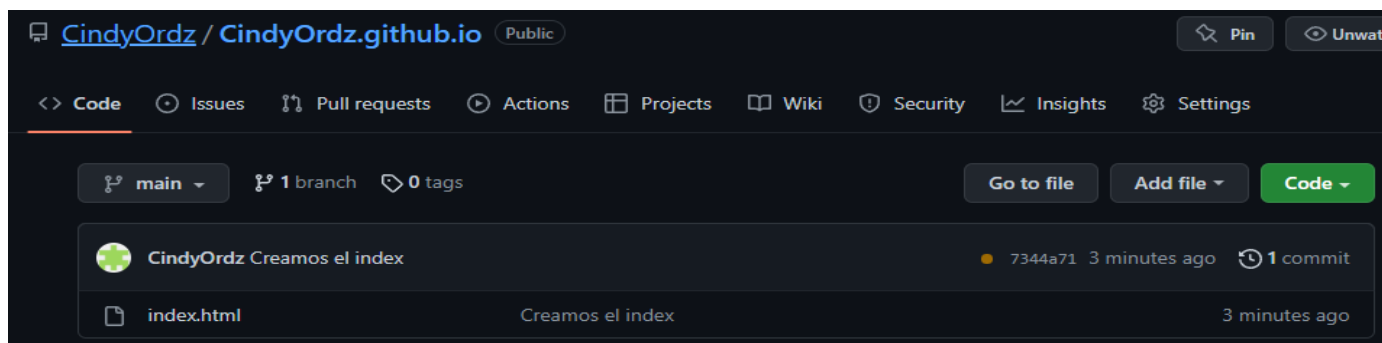 CindyOrdz / CindyOrdz.github.io Public Pin Unwat
<> Code Issues Pull requests Actions Projects Wiki Security Insights Settings
main 1 branch 0 tags Go to file Add file Code
CindyOrdz Creamos el index 7344a71 3 minutes ago 1 commit
index.html Creamos el index 3 minutes ago